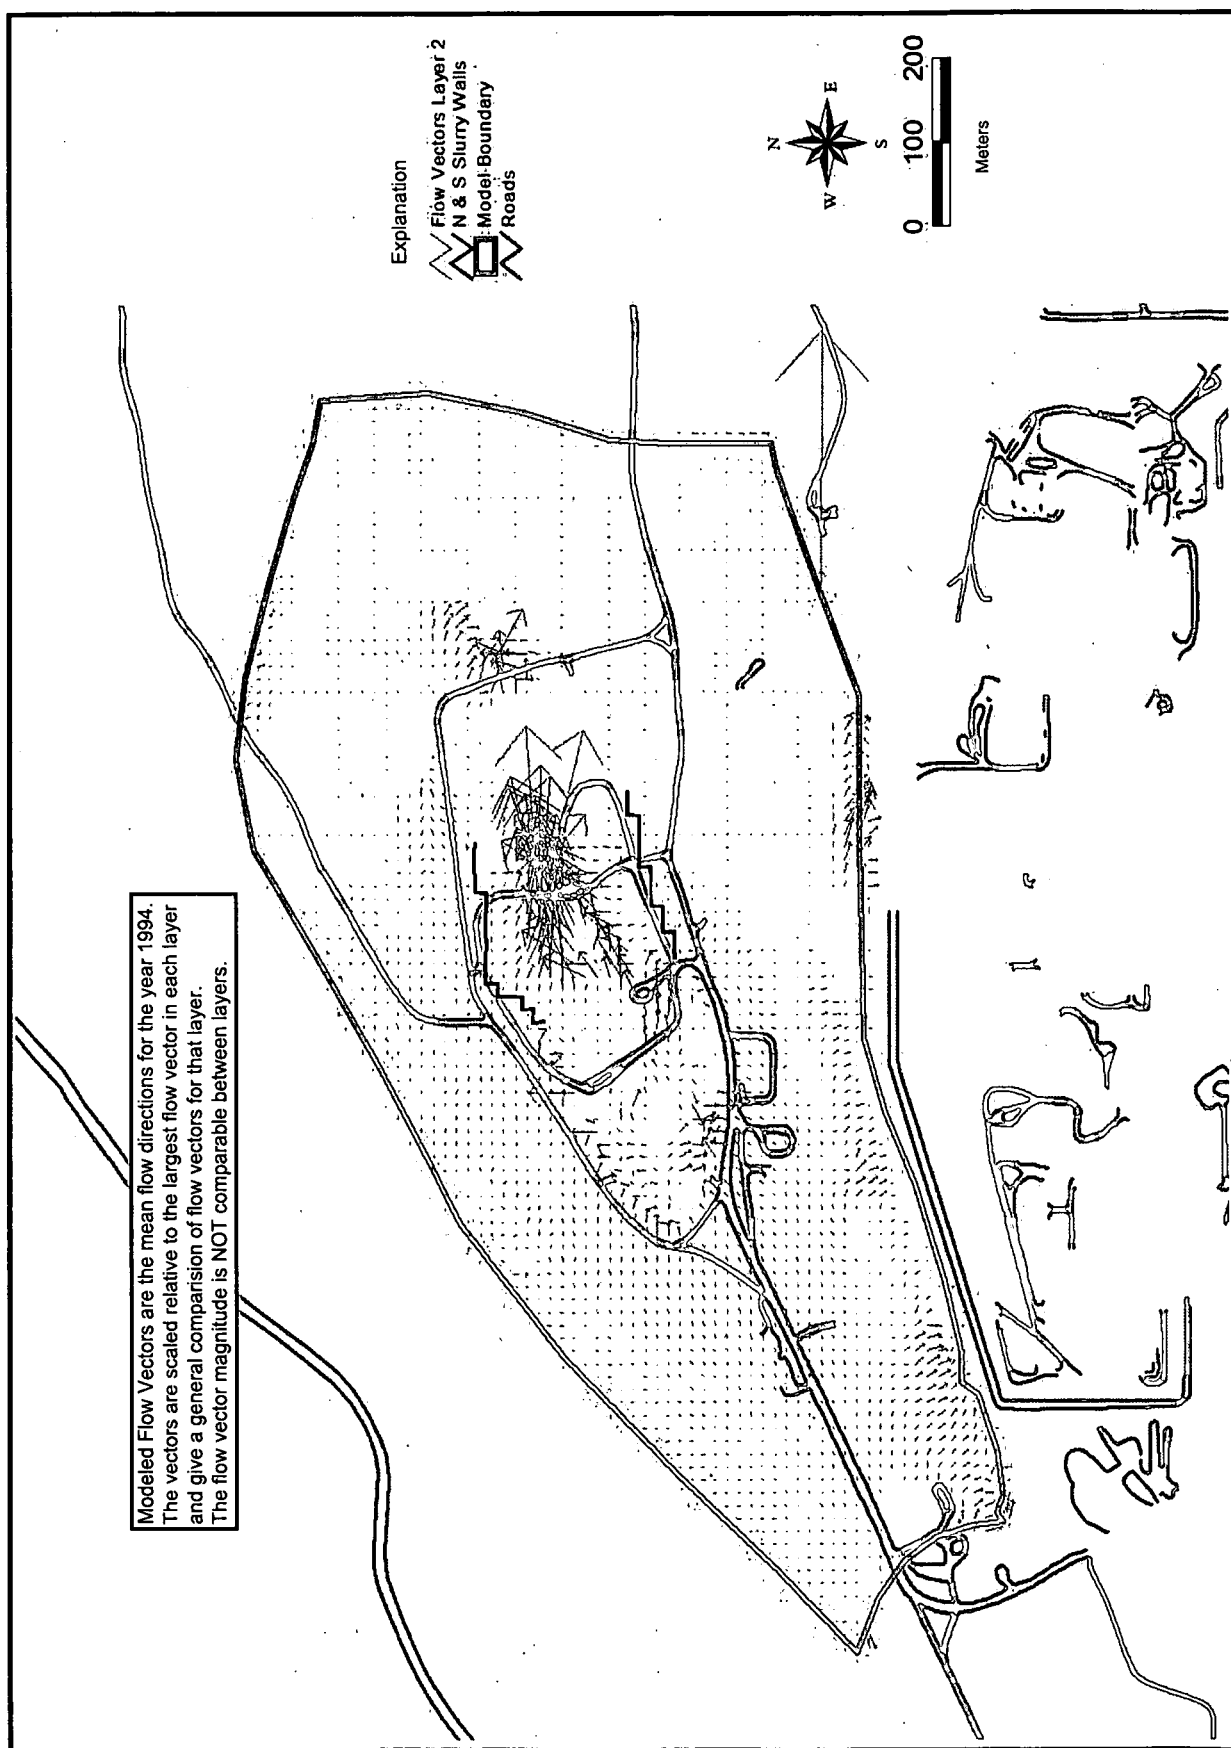 Modeled Flow Vectors are the mean flow directions for the year 1994.
The vectors are scaled relative to the largest flow vector in each layer
and give a general comparision of flow vectors for that layer.
The flow vector magnitude is NOT comparable between layers.
Explanation
Flow Vectors Layer 2
N & S Slurry Walls
Model Boundary
Roads
N
W
E
S
0 100 200
Meters